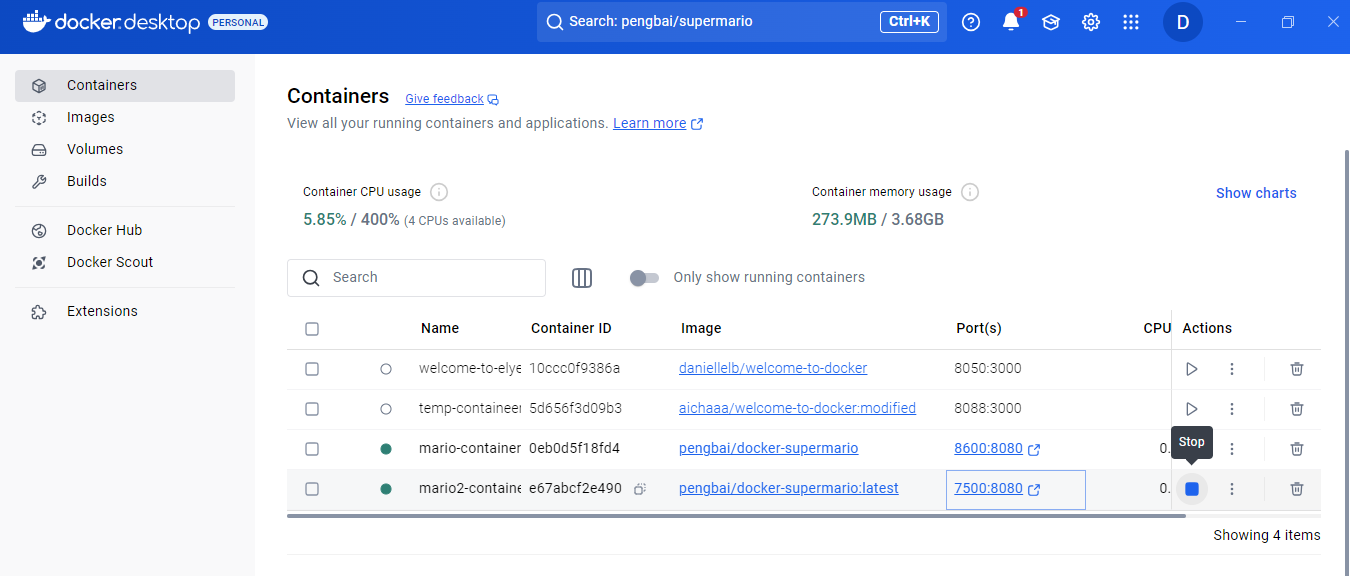 docker.desktop PERSONAL
Search: pengbai/supermario Ctrl+K
1
D
Containers
Images
Volumes
Builds
Docker Hub
Docker Scout
Extensions
Containers Give feedback
View all your running containers and applications. Learn more
Container CPU usage
5.85% / 400% (4 CPUs available)
Container memory usage
273.9MB / 3.68GB
Show charts
Search
Only show running containers
Name Container ID Image Port(s) CPU Actions
welcome-to-elye 10ccc0f9386a daniellelb/welcome-to-docker 8050:3000
temp-containeer 5d656f3d09b3 aichaaa/welcome-to-docker:modified 8088:3000
mario-container 0eb0d5f18fd4 pengbai/docker-supermario 8600:8080 0.
Stop
mario2-containe e67abcf2e490 pengbai/docker-supermario:latest 7500:8080 0.
Showing 4 items